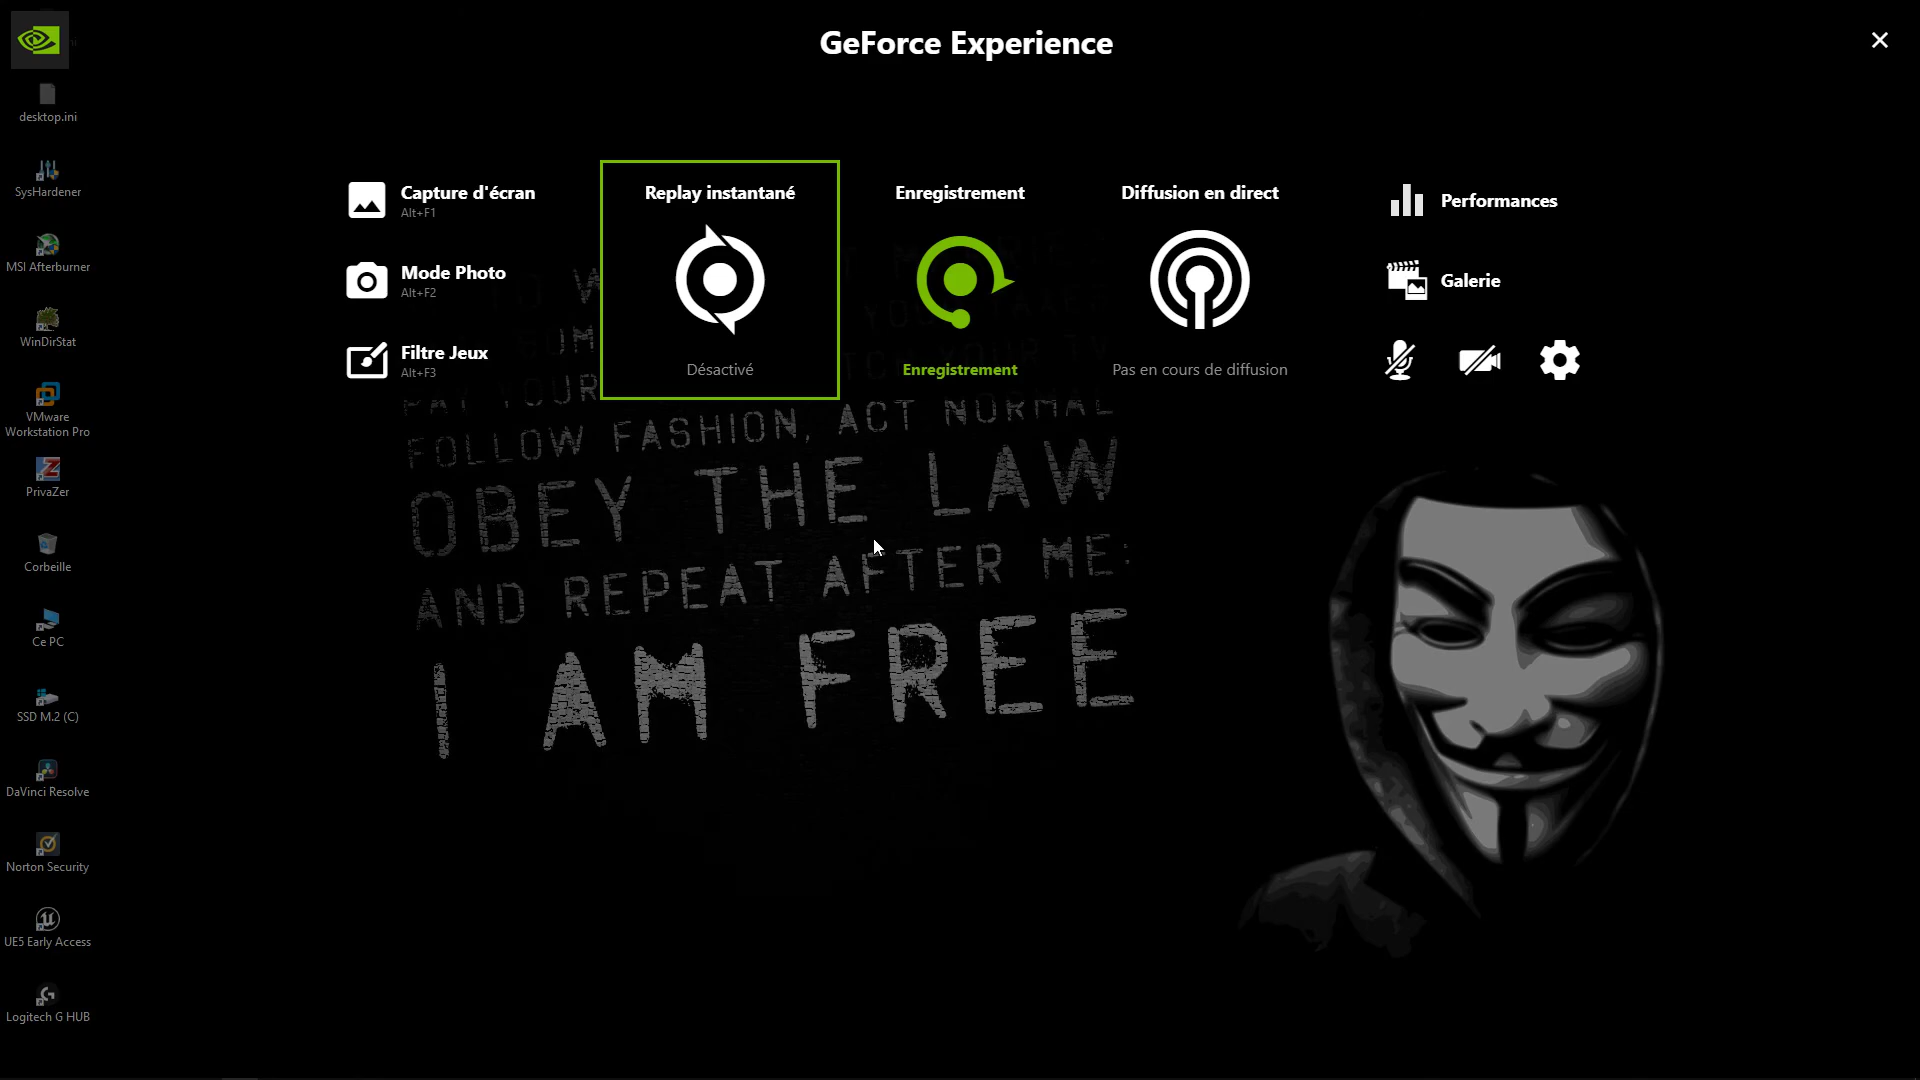 GeForce Experience
desktop.ini
SysHardener
MSI Afterburner
WinDirStat
VMware
Workstation Pro
PrivaZer
Corbeille
Ce PC
SSD M.2 (C)
DaVinci Resolve
Norton Security
UE5 Early Access
Logitech G HUB
Capture d'écran
Alt+F1
Mode Photo
Alt+F2
Filtre Jeux
Alt+F3
Replay instantané
Désactivé
Enregistrement
Enregistrement
Diffusion en direct
Pas en cours de diffusion
Performances
Galerie
PAY YOUR
FOLLOW FASHION, ACT NORMAL
OBEY THE LAW
AND REPEAT AFTER ME:
I AM FREE